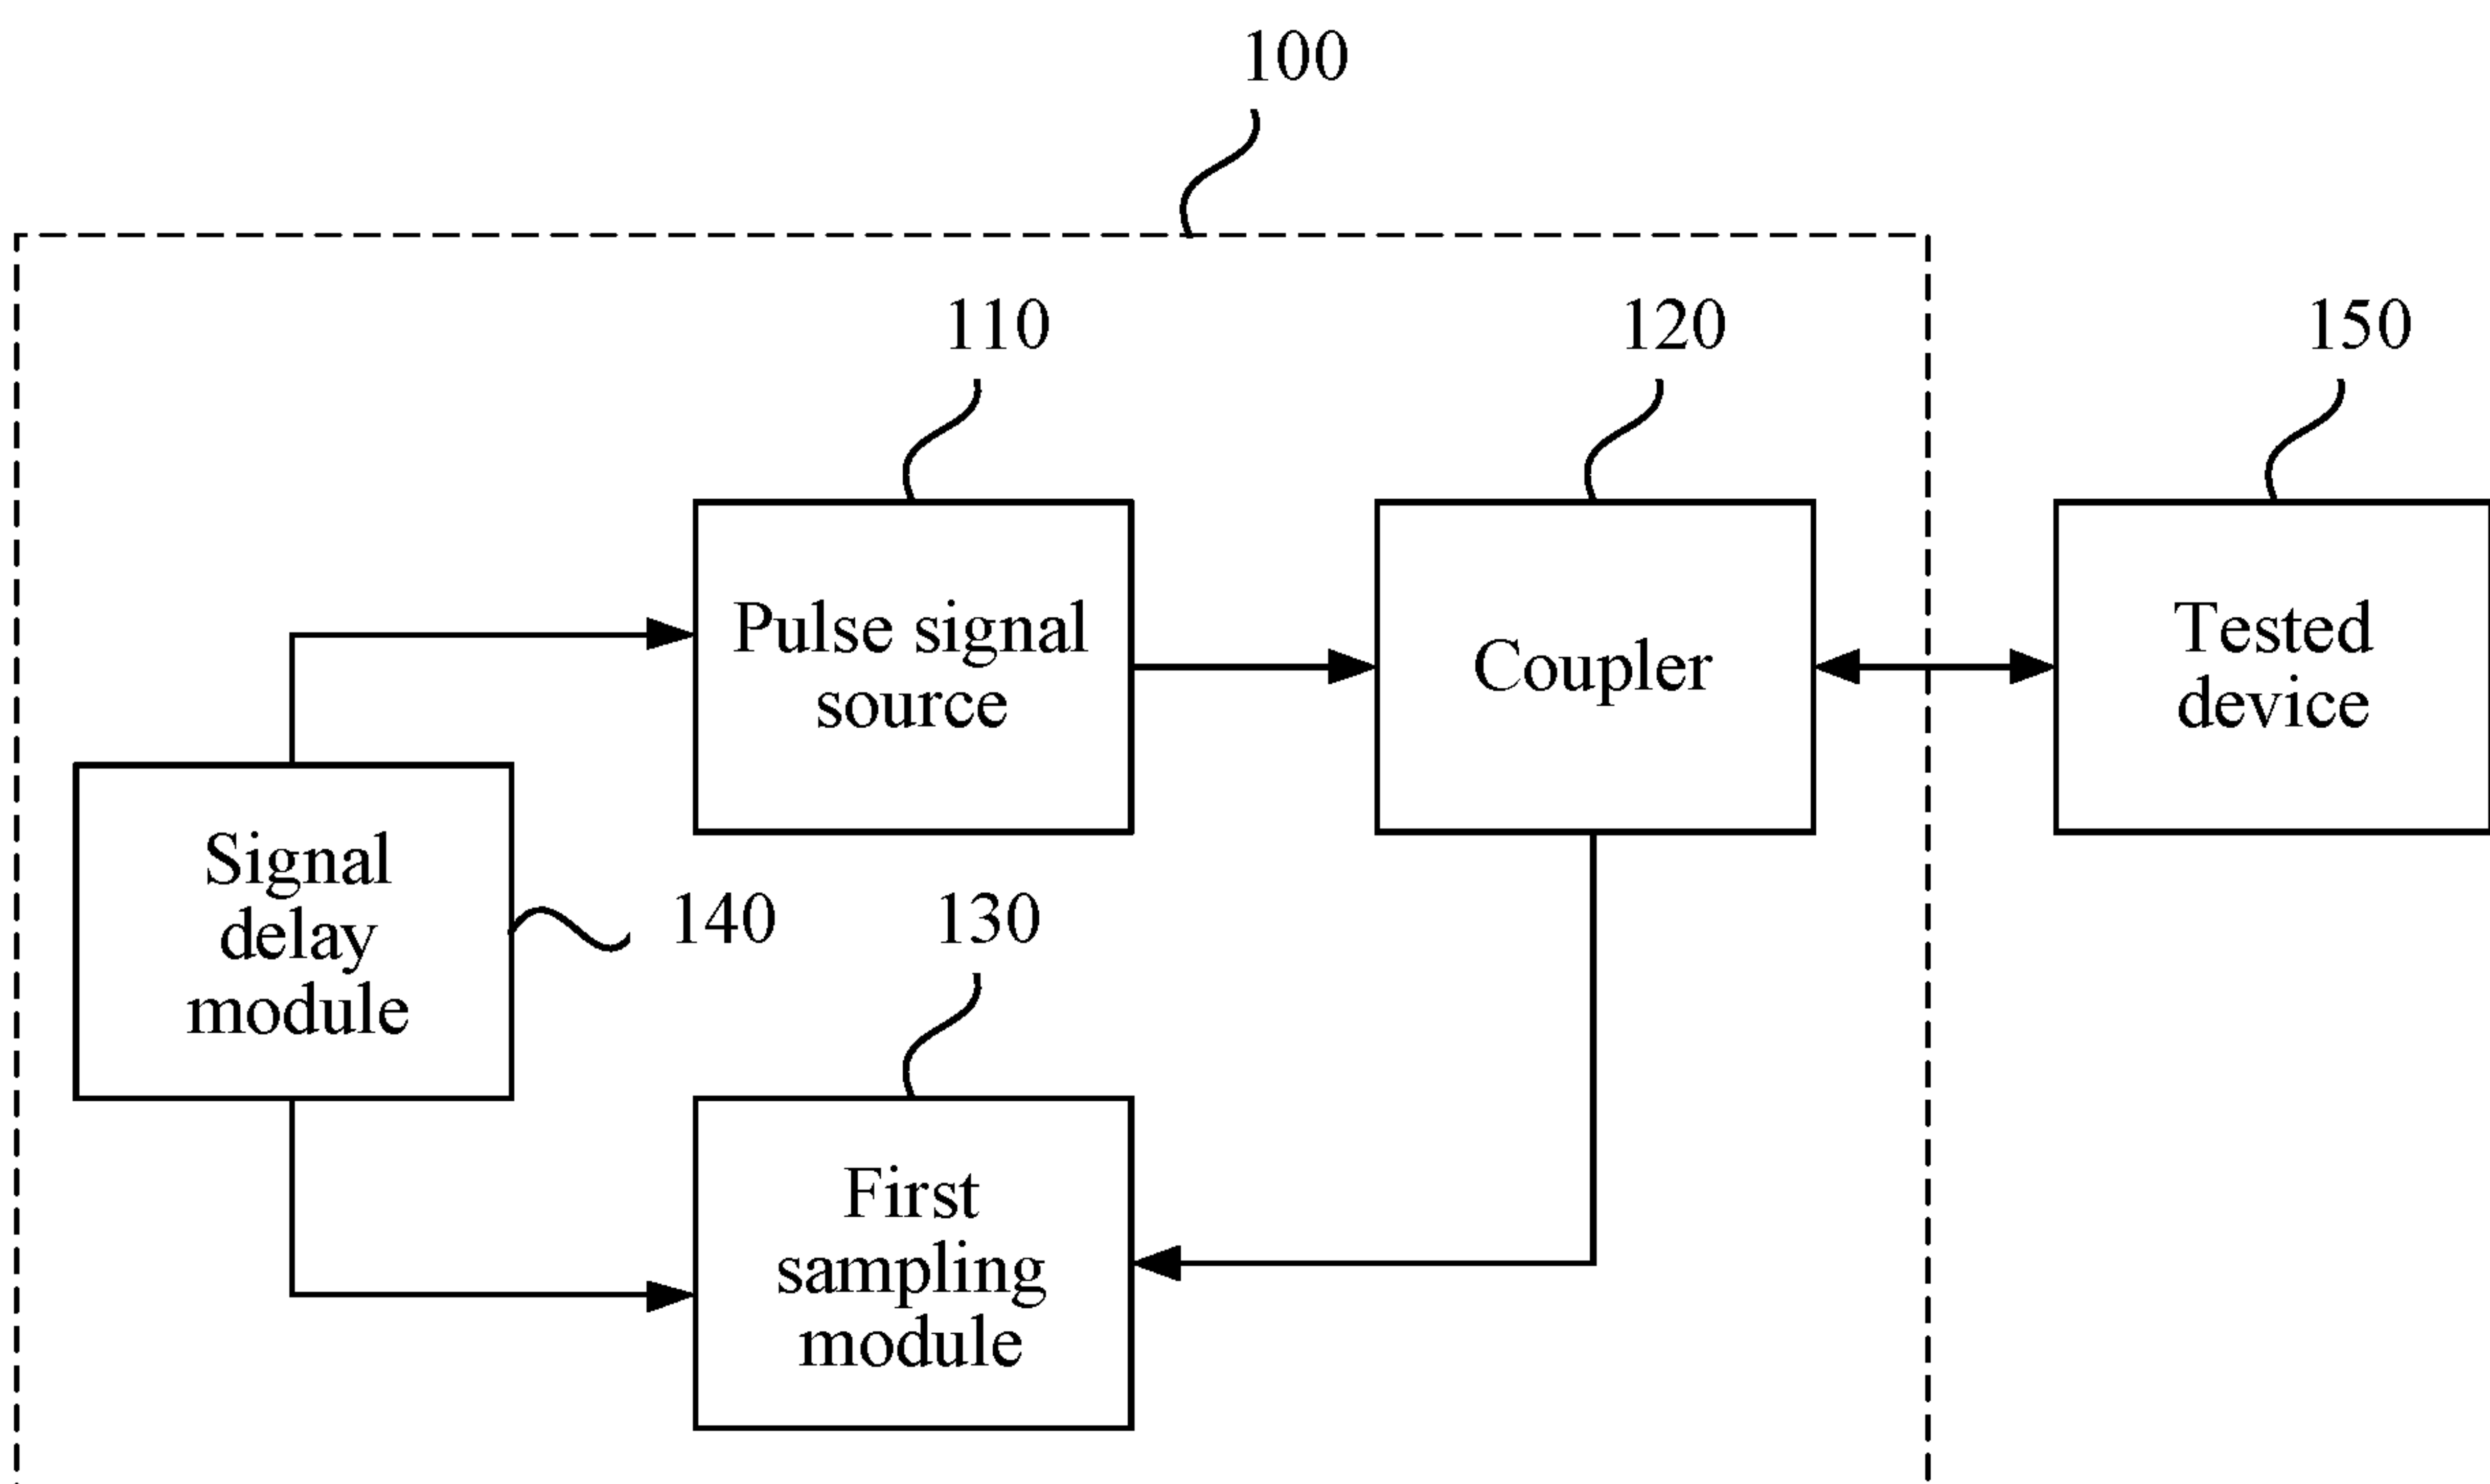 100
110
120
150
Pulse signal
source
Coupler
Tested
device
Signal
delay
module
140
130
First
sampling
module